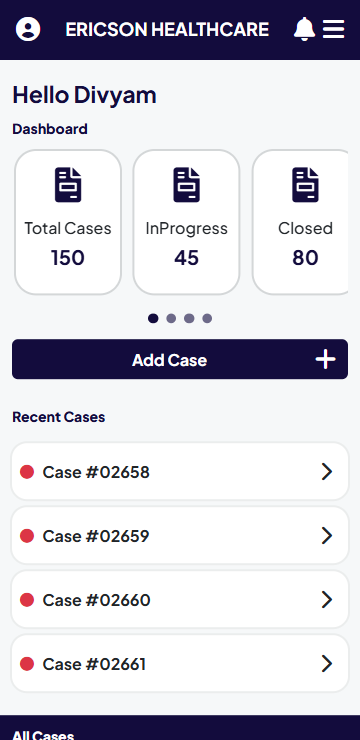 ERICSON HEALTHCARE
Hello Divyam
Dashboard
Total Cases
150
InProgress
45
Closed
80
Add Case
Recent Cases
Case #02658
Case #02659
Case #02660
Case #02661
All Cases